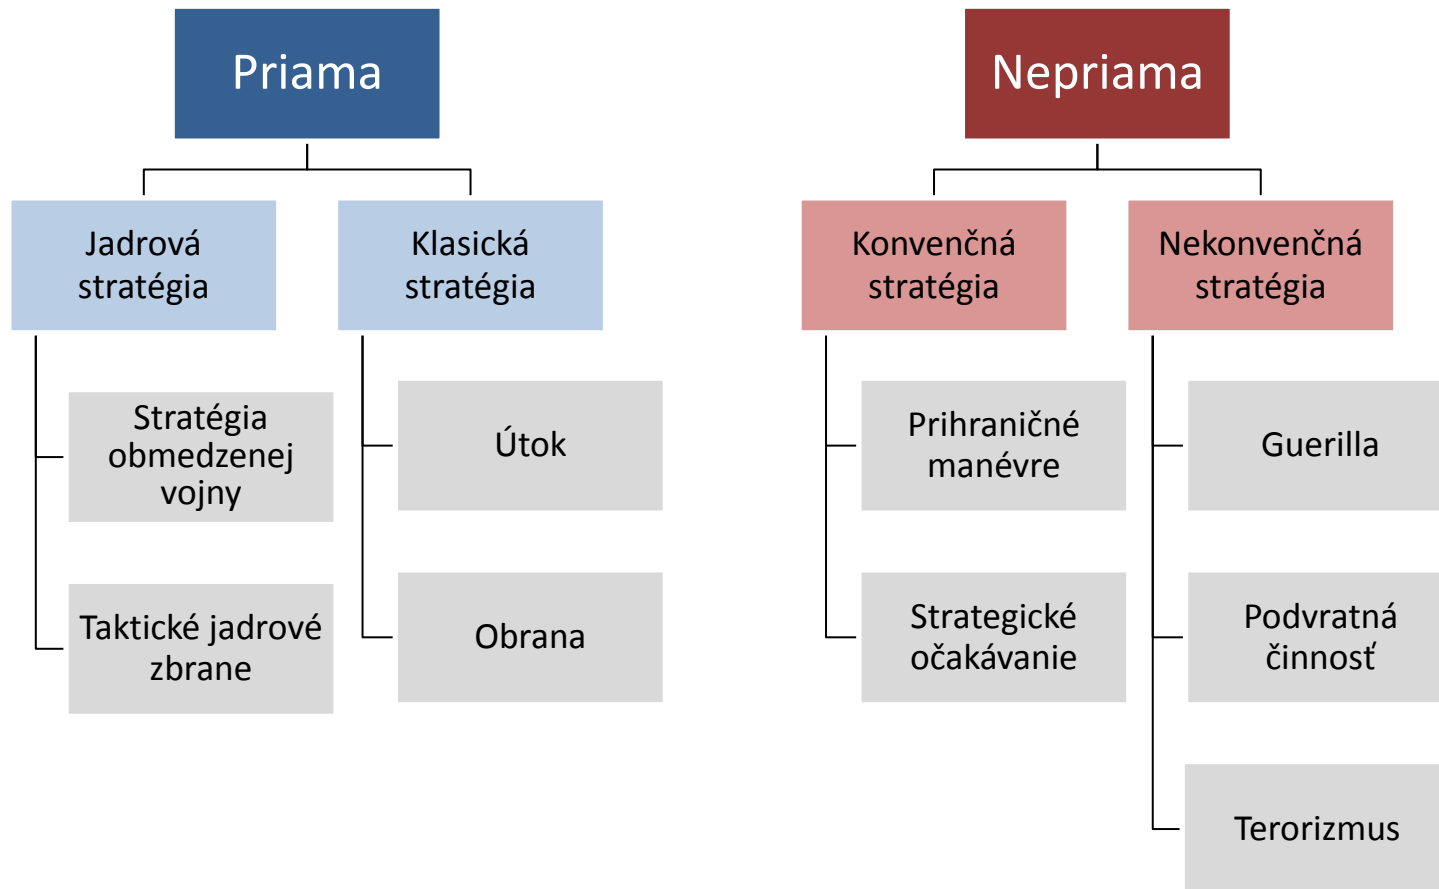 Priama
Jadrová
stratégia
Stratégia
obmedzenej
vojny
Taktické jadrové
zbrane
Klasická
stratégia
Útok
Obrana
Nepriama
Konvenčná
stratégia
Prihraničné
manévre
Strategické
očakávanie
Nekonvenčná
stratégia
Guerilla
Podvratná
činnosť
Terorizmus